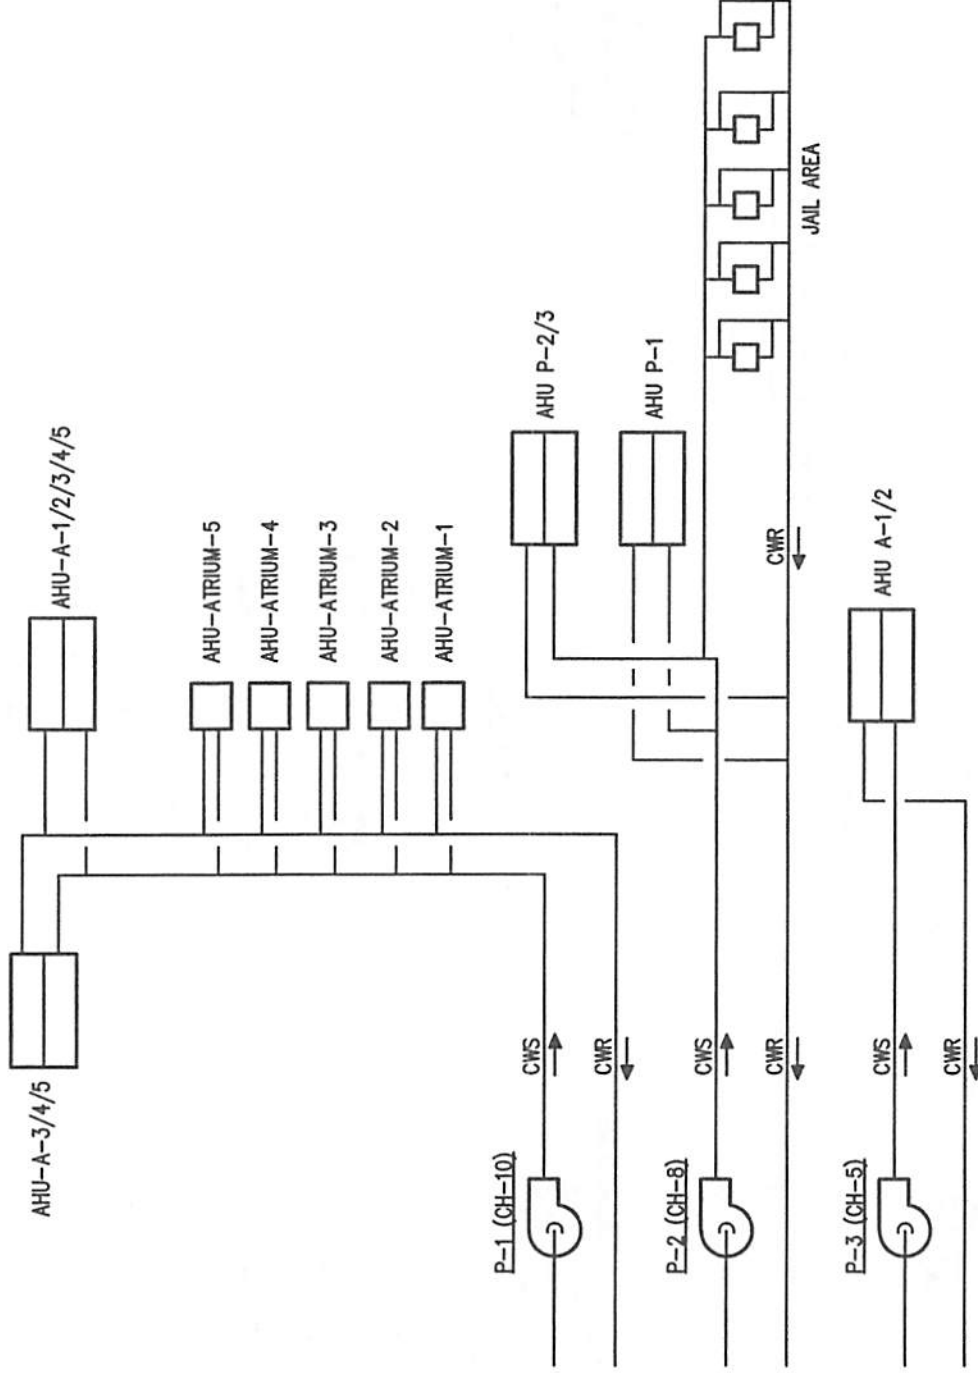 AHU-A-3/4/5
AHU-A-1/2/3/4/5
AHU-ATRIUM-5
AHU-ATRIUM-4
AHU-ATRIUM-3
AHU-ATRIUM-2
AHU-ATRIUM-1
P-1 (CH-10)
CWS
CWR
AHU P-2/3
AHU P-1
P-2 (CH-8)
CWS
CWR
CWR
JAIL AREA
P-3 (CH-5)
CWS
CWR
AHU A-1/2